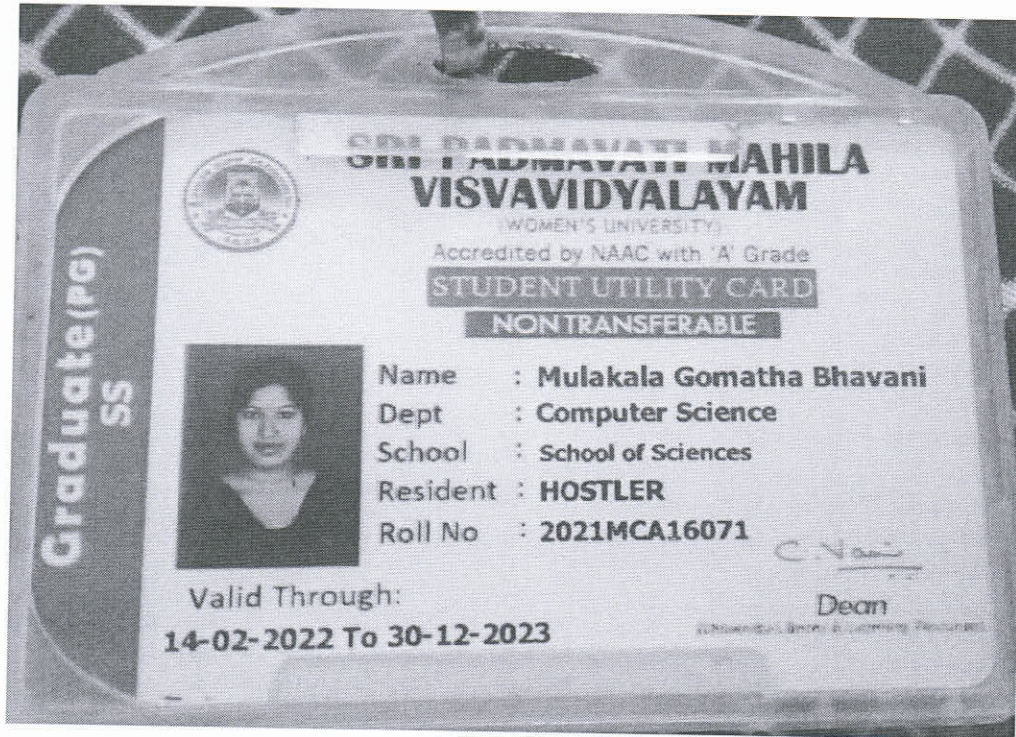 SRI PADMAVATI MAHILA
VISVAVIDYALAYAM
(WOMEN'S UNIVERSITY)
Accredited by NAAC with 'A' Grade
STUDENT UTILITY CARD
NON TRANSFERABLE
Graduate(PG)
SS
Name : Mulakala Gomatha Bhavani
Dept : Computer Science
School : School of Sciences
Resident : HOSTLER
Roll No : 2021MCA16071
Valid Through:
14-02-2022 To 30-12-2023
Dean